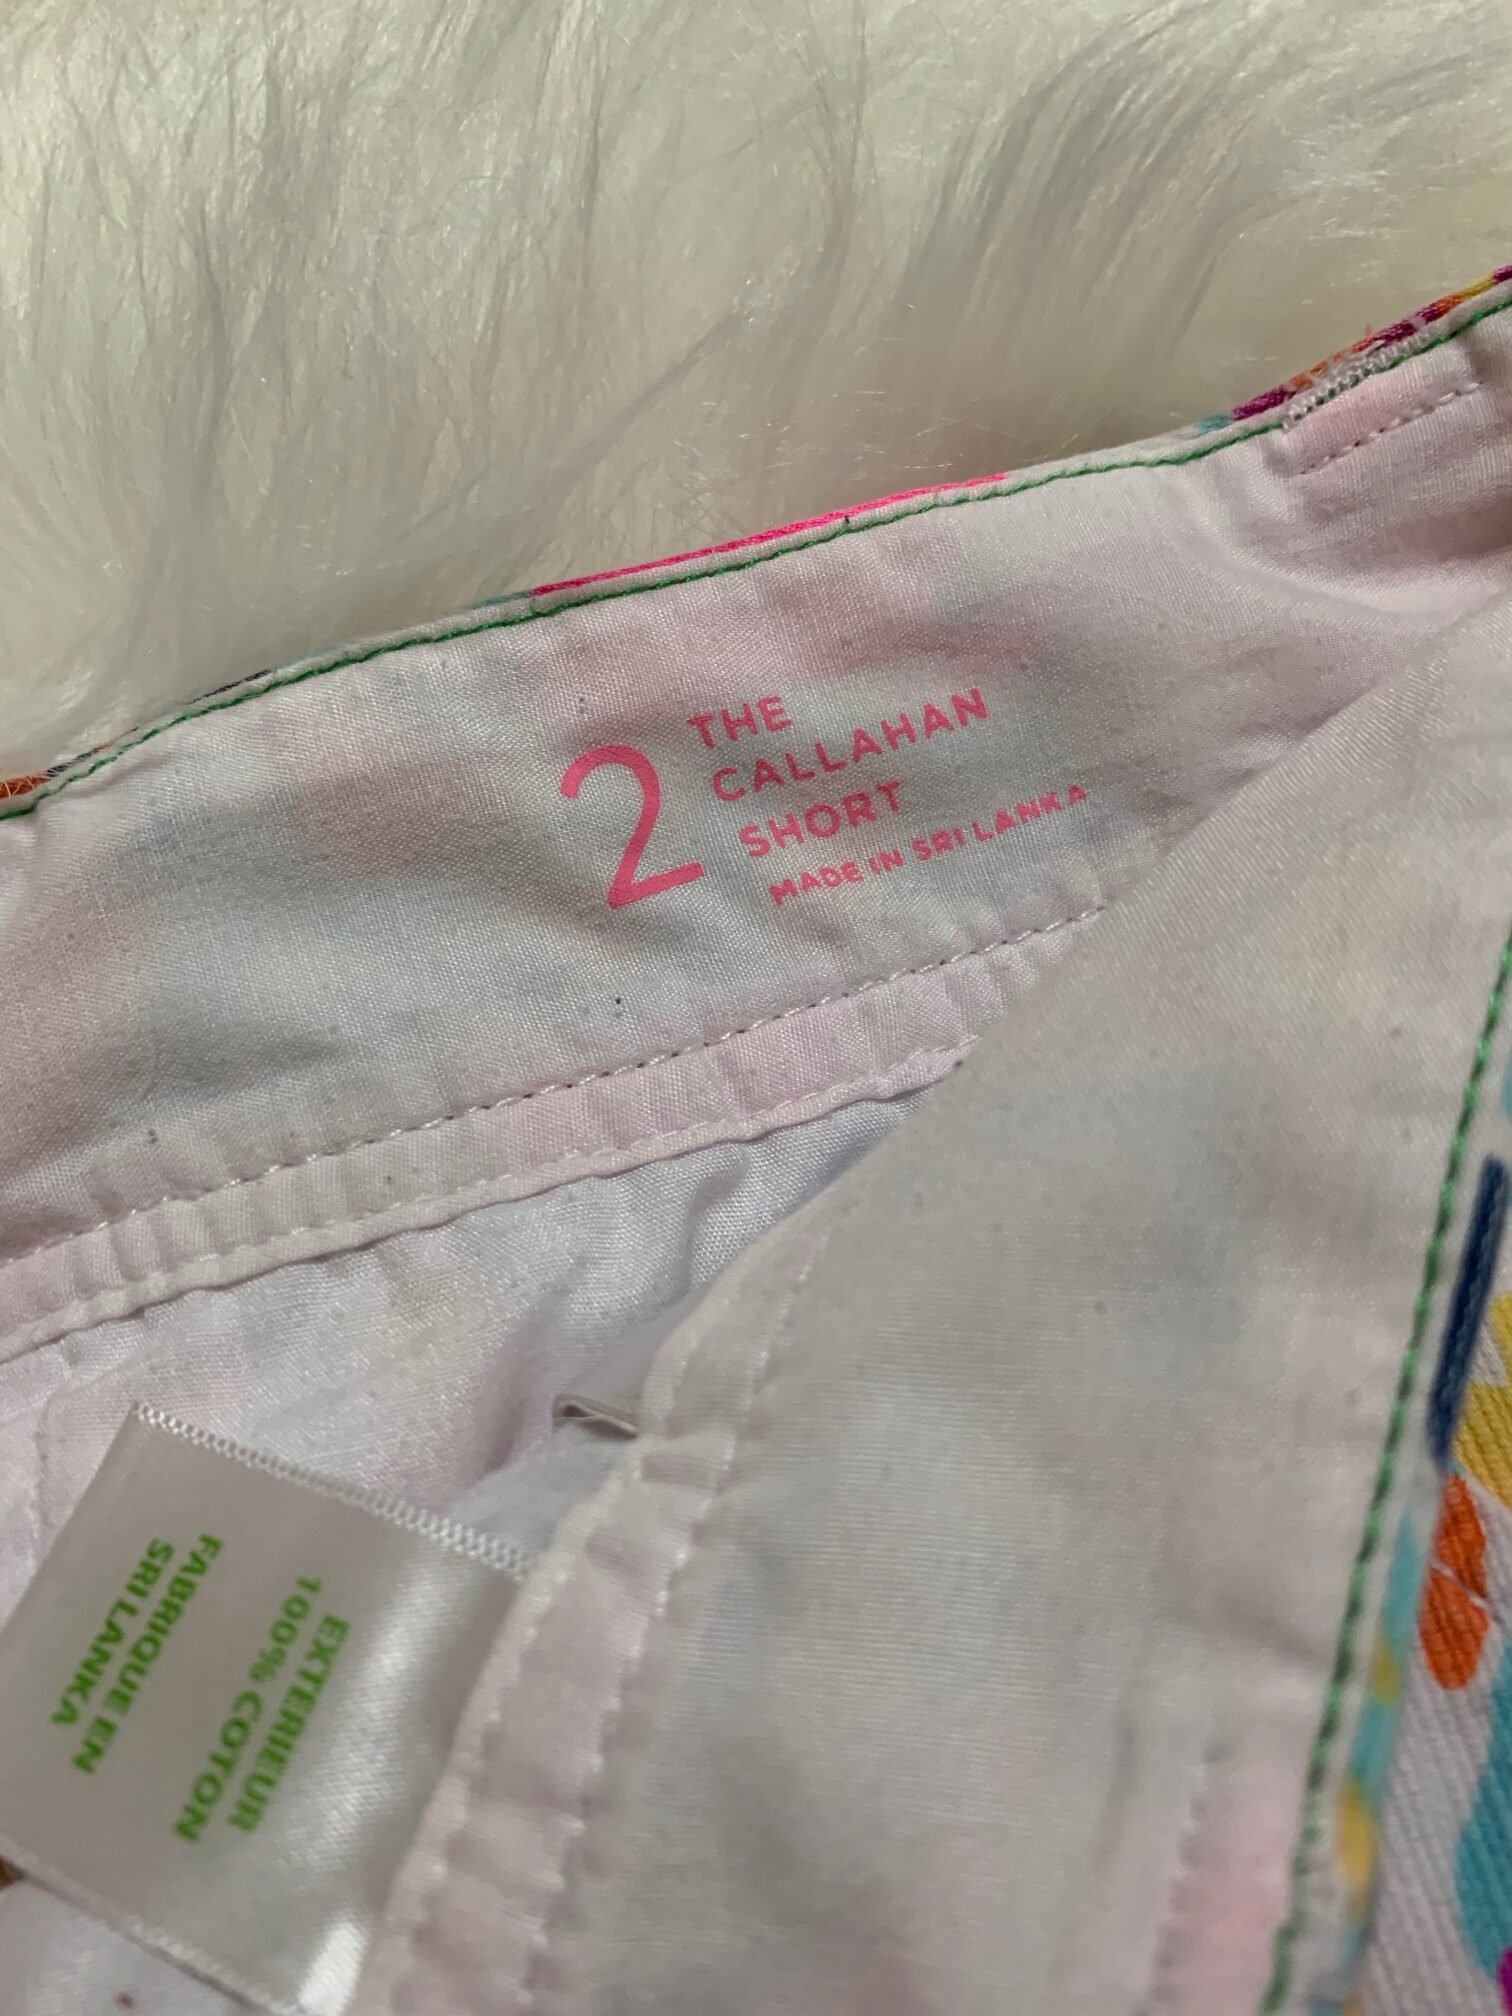 2
THE
CALLAHAN
SHORT
MADE IN SRI LANKA
EXTERIEUR
100% COTON
FABRIQUE EN
SRI LANKA